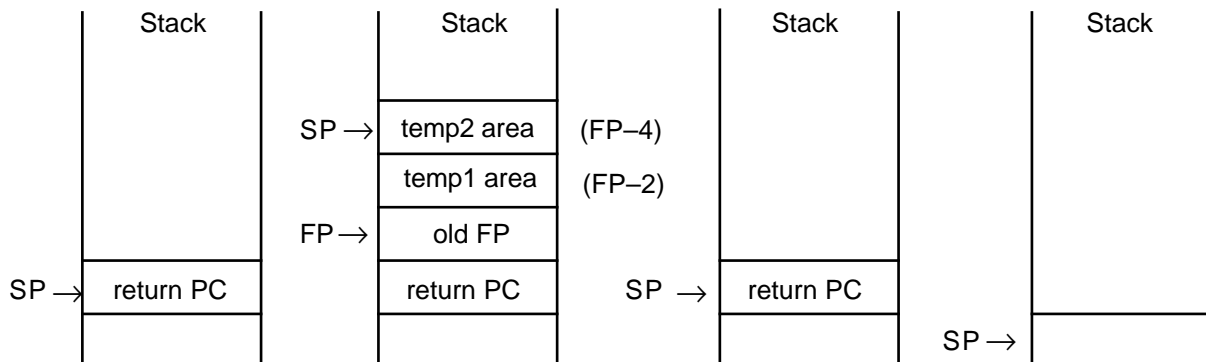 Stack Stack Stack Stack
SP → temp2 area (FP–4)
temp1 area (FP–2)
FP → old FP
SP → return PC return PC SP → return PC
SP →